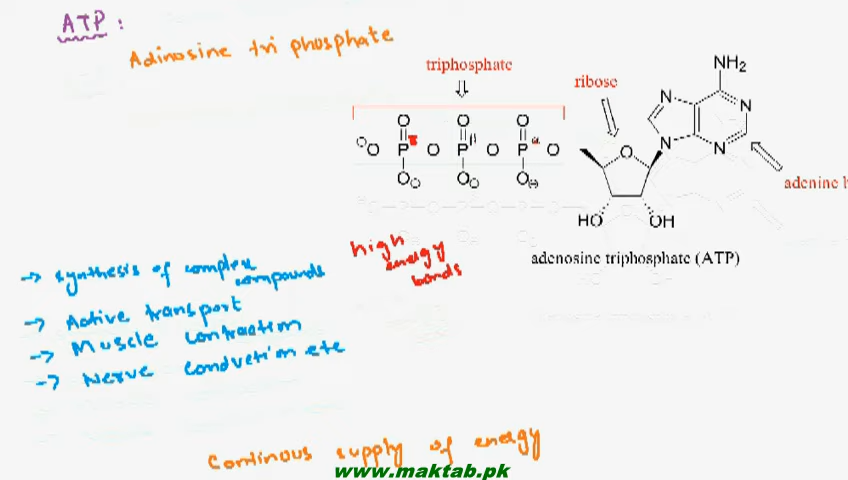 ATP :
Adinosine tri phosphate
triphosphate
ribose
NH₂
N N
O O O
O P γ O P β O P α O
N N
O
O O O
adenine b
HO OH
high
energy
bonds
adenosine triphosphate (ATP)
-> Synthesis of complex
compounds
-> Active transport
-> Muscle contraction
-> Nerve conduction etc
Continous supply of energy
www.maktab.pk